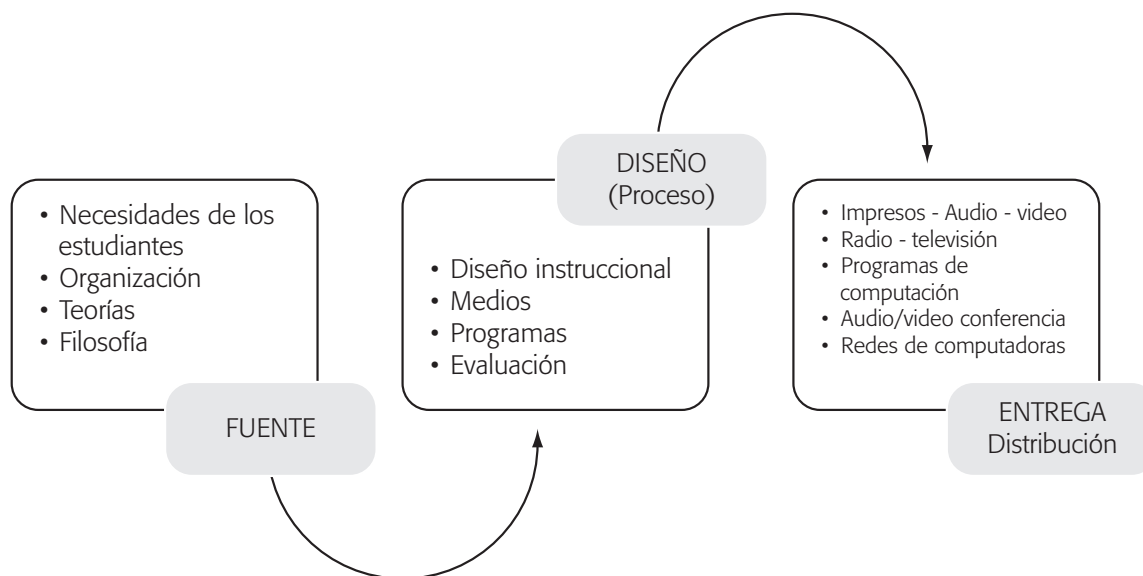 • Necesidades de los
estudiantes
• Organización
• Teorías
• Filosofía
FUENTE
DISEÑO
(Proceso)
• Diseño instruccional
• Medios
• Programas
• Evaluación
• Impresos - Audio - video
• Radio - televisión
• Programas de
computación
• Audio/video conferencia
• Redes de computadoras
ENTREGA
Distribución